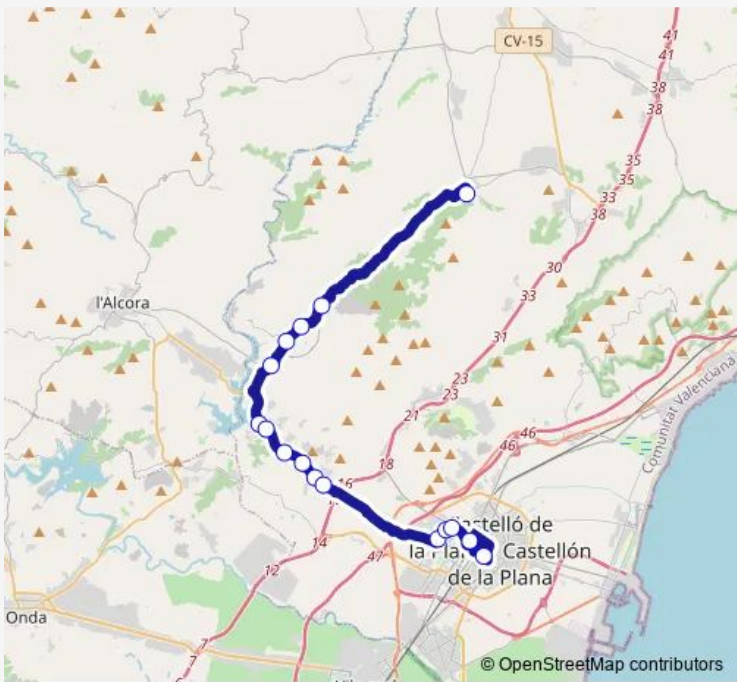 CV-15
41
41
38
38
35
35
33
38
30
33
l'Alcora
31
23
23
21
46
46
18
Comunitat Valenciana
16
14
47
12
Castelló de
la Plana / Castellón
de la Plana
Onda
7
7
© OpenStreetMap contributors